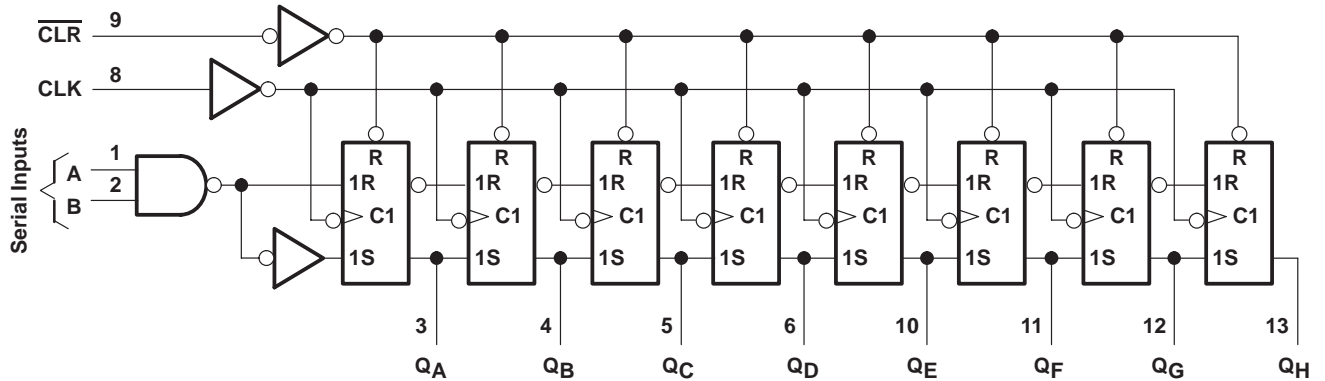 CLR 9
CLK 8
Serial Inputs
A 1
B 2
R R R R R R R R
1R 1R 1R 1R 1R 1R 1R 1R
C1 C1 C1 C1 C1 C1 C1 C1
1S 1S 1S 1S 1S 1S 1S 1S
3 4 5 6 10 11 12 13
QA QB QC QD QE QF QG QH